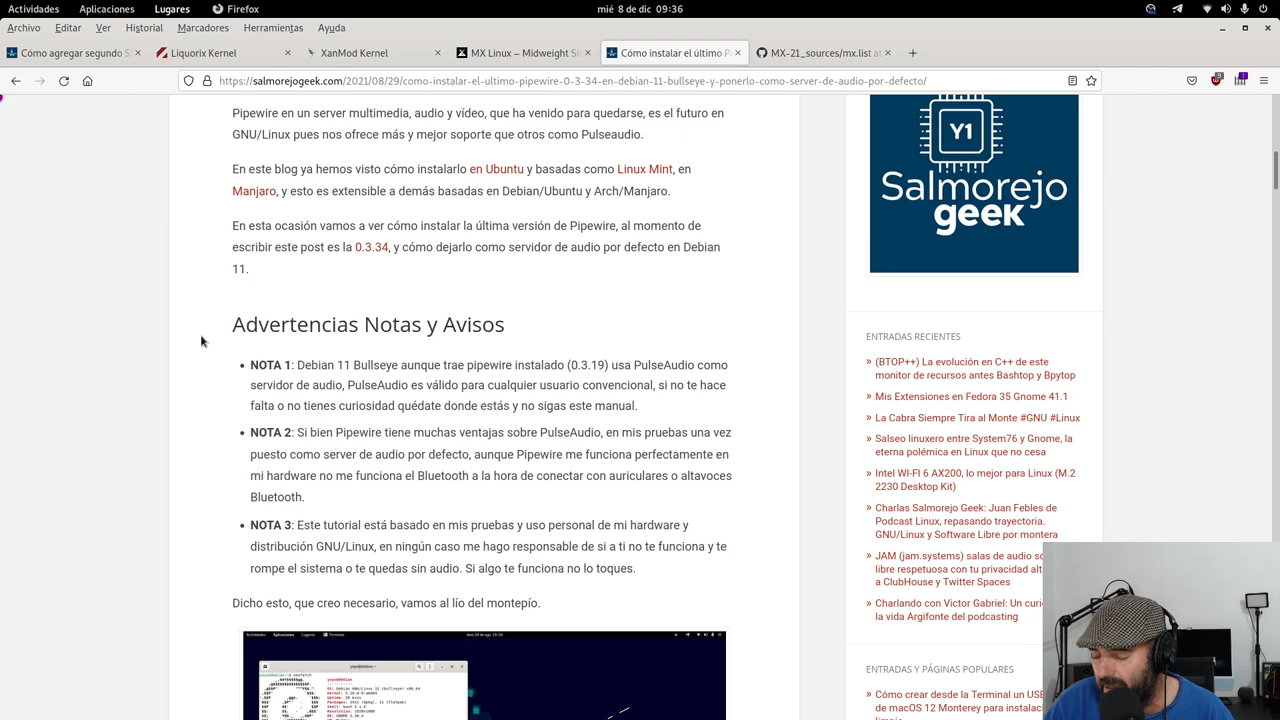 Actividades Aplicaciones Lugares Firefox mié 8 de dic 09:36
Archivo Editar Ver Historial Marcadores Herramientas Ayuda
Cómo agregar segundo S Liquorix Kernel XanMod Kernel MX Linux – Midweight Si Cómo instalar el último P MX-21_sources/mx.list at
https://salmorejogeek.com/2021/08/29/como-instalar-el-ultimo-pipewire-0-3-34-en-debian-11-bullseye-y-ponerlo-como-server-de-audio-por-defecto/
Pipewire en un server multimedia, audio y vídeo, que ha venido para quedarse, es el futuro en
GNU/Linux pues nos ofrece más y mejor soporte que otros como Pulseaudio.
En este blog ya hemos visto cómo instalarlo en Ubuntu y basadas como Linux Mint, en
Manjaro, y esto es extensible a demás basadas en Debian/Ubuntu y Arch/Manjaro.
En esta ocasión vamos a ver cómo instalar la última versión de Pipewire, al momento de
escribir este post es la 0.3.34, y cómo dejarlo como servidor de audio por defecto en Debian
11.
Advertencias Notas y Avisos
• NOTA 1: Debian 11 Bullseye aunque trae pipewire instalado (0.3.19) usa PulseAudio como
servidor de audio, PulseAudio es válido para cualquier usuario convencional, si no te hace
falta o no tienes curiosidad quédate donde estás y no sigas este manual.
• NOTA 2: Si bien Pipewire tiene muchas ventajas sobre PulseAudio, en mis pruebas una vez
puesto como server de audio por defecto, aunque Pipewire me funciona perfectamente en
mi hardware no me funciona el Bluetooth a la hora de conectar con auriculares o altavoces
Bluetooth.
• NOTA 3: Este tutorial está basado en mis pruebas y uso personal de mi hardware y
distribución GNU/Linux, en ningún caso me hago responsable de si a ti no te funciona y te
rompe el sistema o te quedas sin audio. Si algo te funciona no lo toques.
Dicho esto, que creo necesario, vamos al lío del montepío.
Y1
Salmorejo
geek
ENTRADAS RECIENTES
» (BTOP++) La evolución en C++ de este
monitor de recursos antes Bashtop y Bpytop
» Mis Extensiones en Fedora 35 Gnome 41.1
» La Cabra Siempre Tira al Monte #GNU #Linux
» Salseo linuxero entre System76 y Gnome, la
eterna polémica en Linux que no cesa
» Intel WI-FI 6 AX200, lo mejor para Linux (M.2
2230 Desktop Kit)
» Charlas Salmorejo Geek: Juan Febles de
Podcast Linux, repasando trayectoria.
GNU/Linux y Software Libre por montera
» JAM (jam.systems) salas de audio so
libre respetuosa con tu privacidad alt
a ClubHouse y Twitter Spaces
» Charlando con Victor Gabriel: Un curi
la vida Argifonte del podcasting
ENTRADAS Y PÁGINAS POPULARES
» Cómo crear desde la Terminal un US
de macOS 12 Monterey para instalar